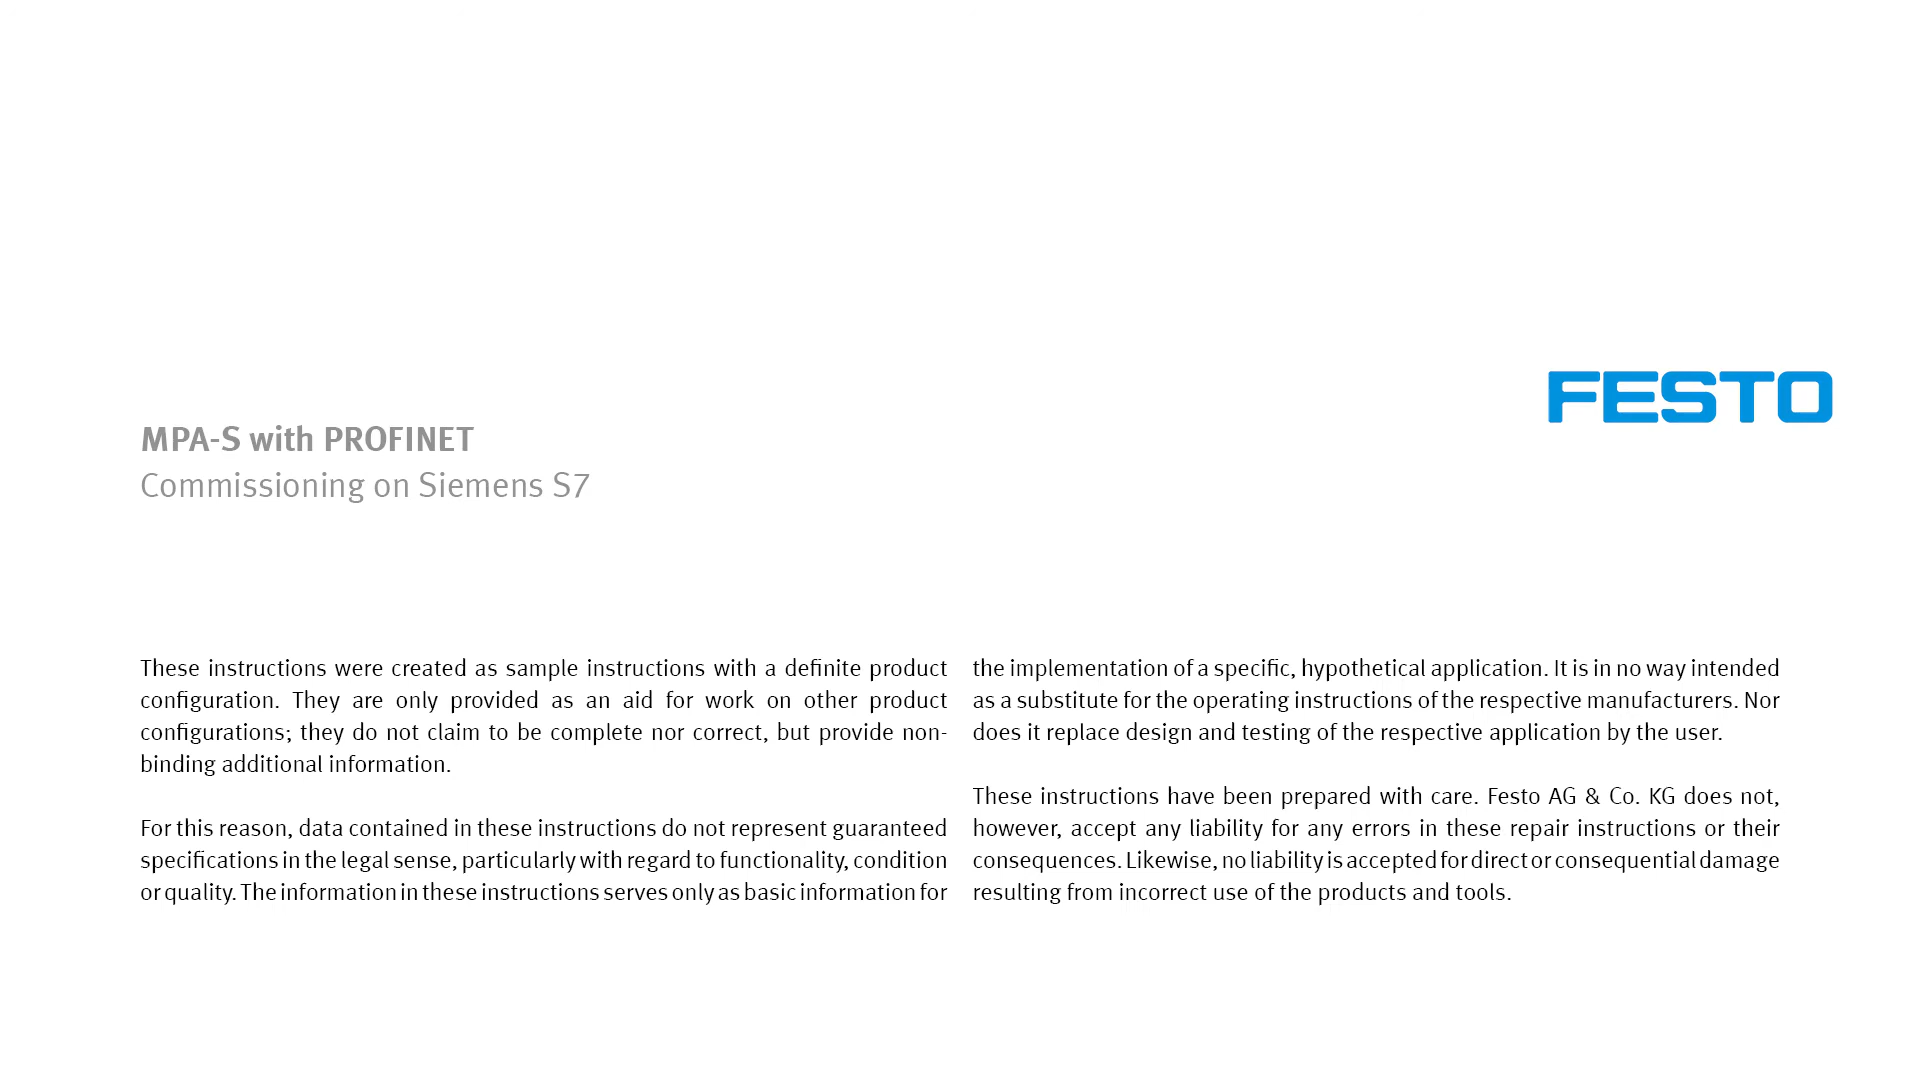 FESTO
MPA-S with PROFINET
Commissioning on Siemens S7
These instructions were created as sample instructions with a definite product
configuration. They are only provided as an aid for work on other product
configurations; they do not claim to be complete nor correct, but provide non-
binding additional information.
For this reason, data contained in these instructions do not represent guaranteed
specifications in the legal sense, particularly with regard to functionality, condition
or quality. The information in these instructions serves only as basic information for
the implementation of a specific, hypothetical application. It is in no way intended
as a substitute for the operating instructions of the respective manufacturers. Nor
does it replace design and testing of the respective application by the user.
These instructions have been prepared with care. Festo AG & Co. KG does not,
however, accept any liability for any errors in these repair instructions or their
consequences. Likewise, no liability is accepted for direct or consequential damage
resulting from incorrect use of the products and tools.